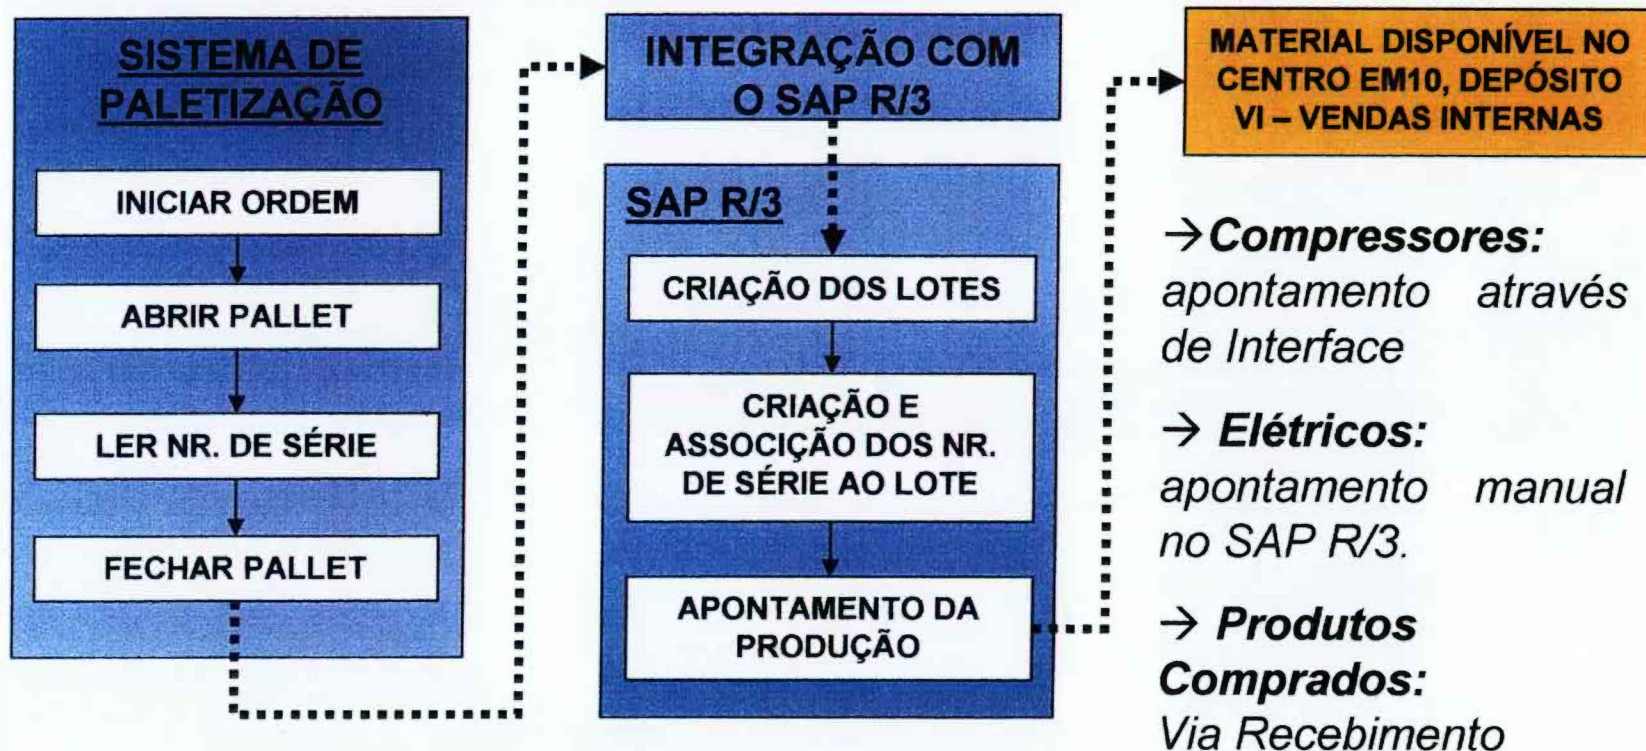 SISTEMA DE
PALETIZAÇÃO
INICIAR ORDEM
ABRIR PALLET
LER NR. DE SÉRIE
FECHAR PALLET
INTEGRAÇÃO COM
O SAP R/3
SAP R/3
CRIAÇÃO DOS LOTES
CRIAÇÃO E
ASSOCIÇÃO DOS NR.
DE SÉRIE AO LOTE
APONTAMENTO DA
PRODUÇÃO
MATERIAL DISPONÍVEL NO
CENTRO EM10, DEPÓSITO
VI – VENDAS INTERNAS
→Compressores:
apontamento através
de Interface
→ Elétricos:
apontamento manual
no SAP R/3.
→ Produtos
Comprados:
Via Recebimento